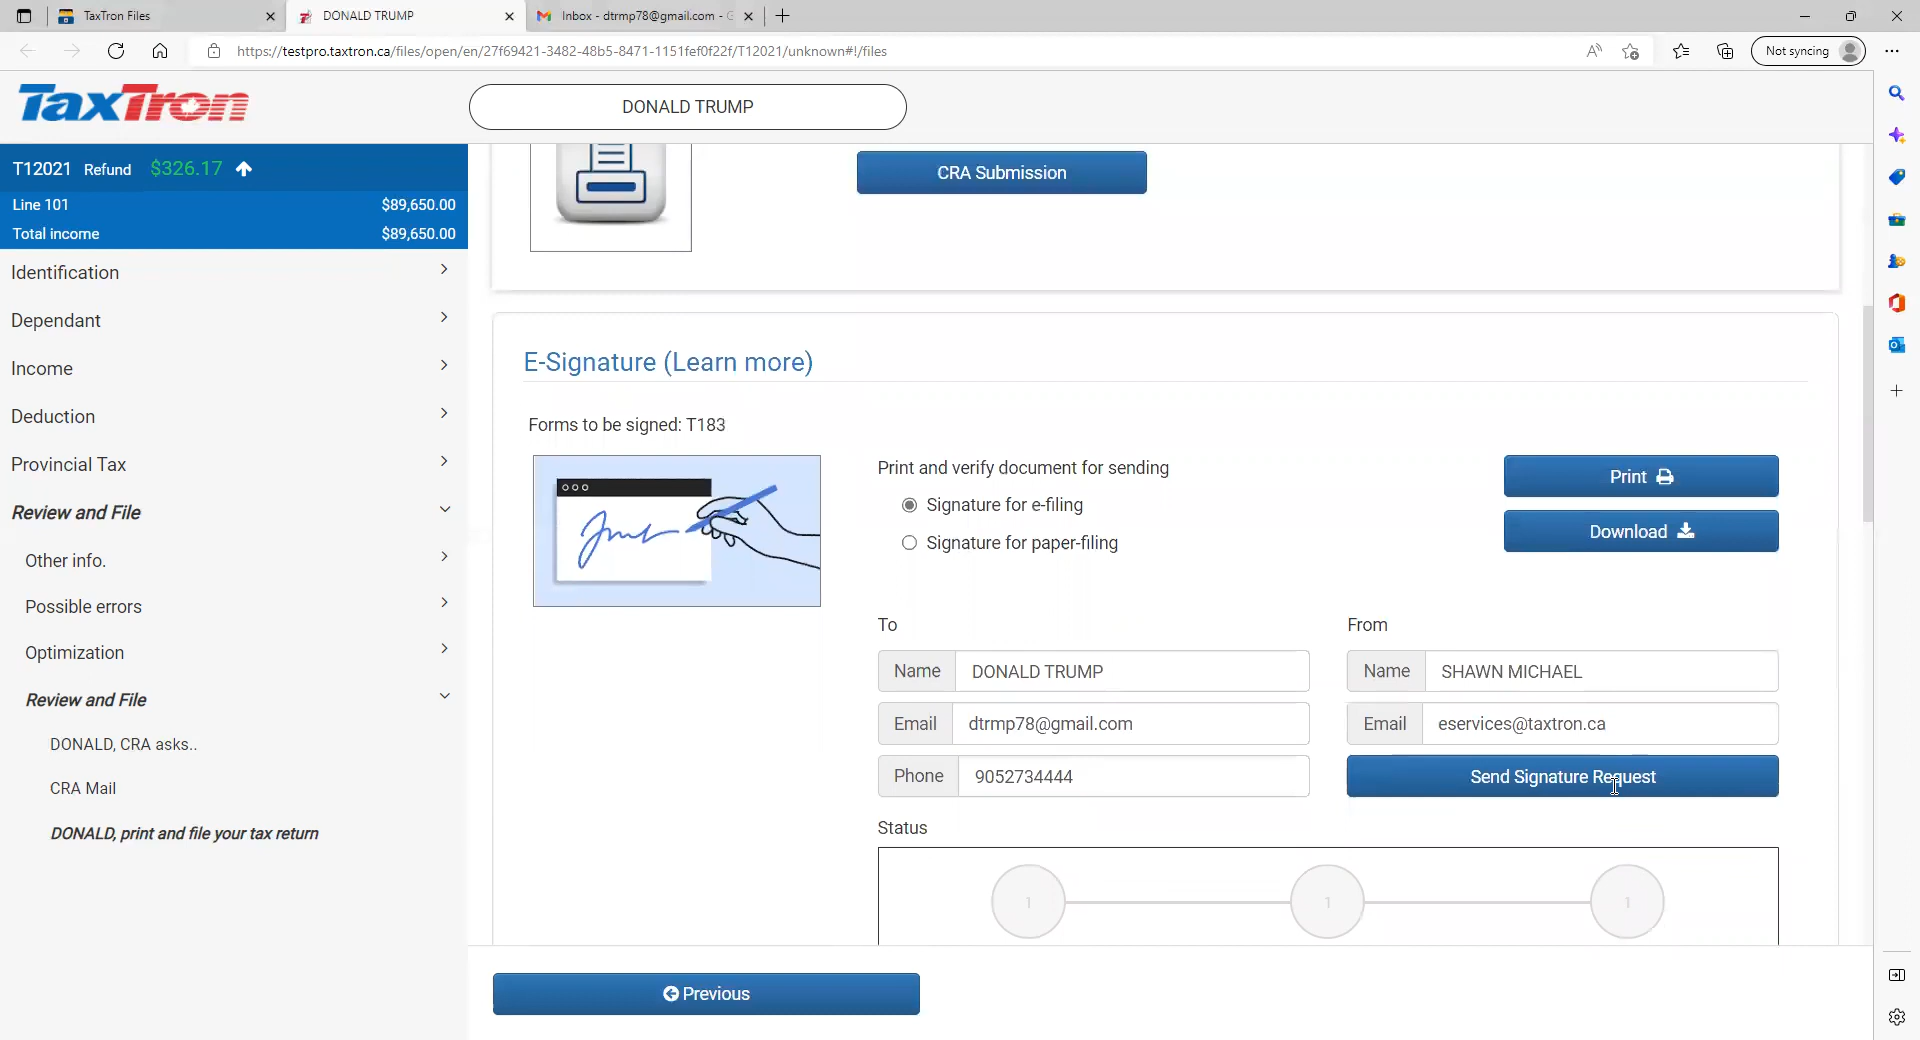 TaxTron Files
DONALD TRUMP
Inbox - dtrmp78@gmail.com - G
https://testpro.taxtron.ca/files/open/en/27f69421-3482-48b5-8471-1151fef0f22f/T12021/unknown#!/files
Not syncing
TaxTron
DONALD TRUMP
T12021 Refund $326.17
Line 101 $89,650.00
Total income $89,650.00
Identification
Dependant
Income
Deduction
Provincial Tax
Review and File
Other info.
Possible errors
Optimization
Review and File
DONALD, CRA asks..
CRA Mail
DONALD, print and file your tax return
CRA Submission
E-Signature (Learn more)
Forms to be signed: T183
Print and verify document for sending
Signature for e-filing
Signature for paper-filing
Print
Download
To
Name DONALD TRUMP
Email dtrmp78@gmail.com
Phone 9052734444
From
Name SHAWN MICHAEL
Email eservices@taxtron.ca
Send Signature Request
Status
1 1 1
Previous